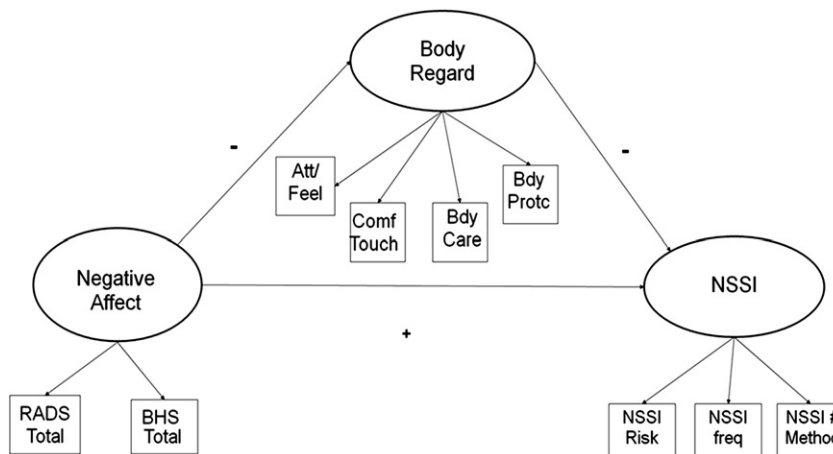 Body
Regard
-
-
Att/
Feel
Comf
Touch
Bdy
Care
Bdy
Protc
Negative
Affect
NSSI
+
RADS
Total
BHS
Total
NSSI
Risk
NSSI
freq
NSSI #
Method